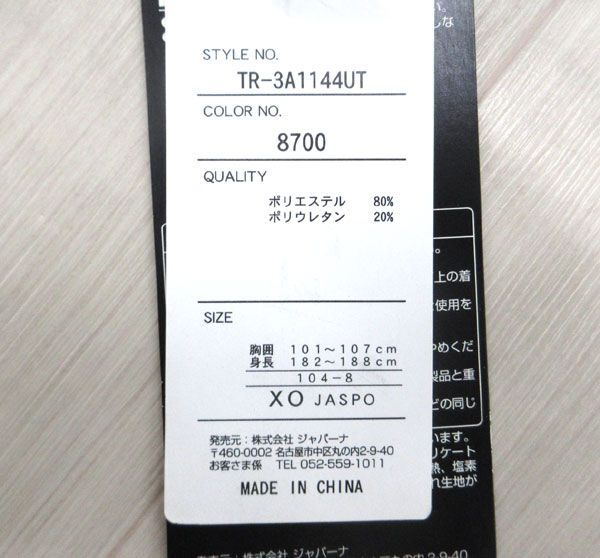 STYLE NO.
TR-3A1144UT
COLOR NO.
8700
QUALITY
ポリエステル 80%
ポリウレタン 20%
SIZE
胸囲 101～107cm
身長 182～188cm
104-8
XO JASPO
発売元：株式会社 ジャパーナ
〒460-0002 名古屋市中区丸の内2-9-40
お客さま係 TEL 052-559-1011
MADE IN CHINA
上の着
使用を
やめくだ
製品と重
どの同じ
います。
リケート
熱、塩素
れ生地が